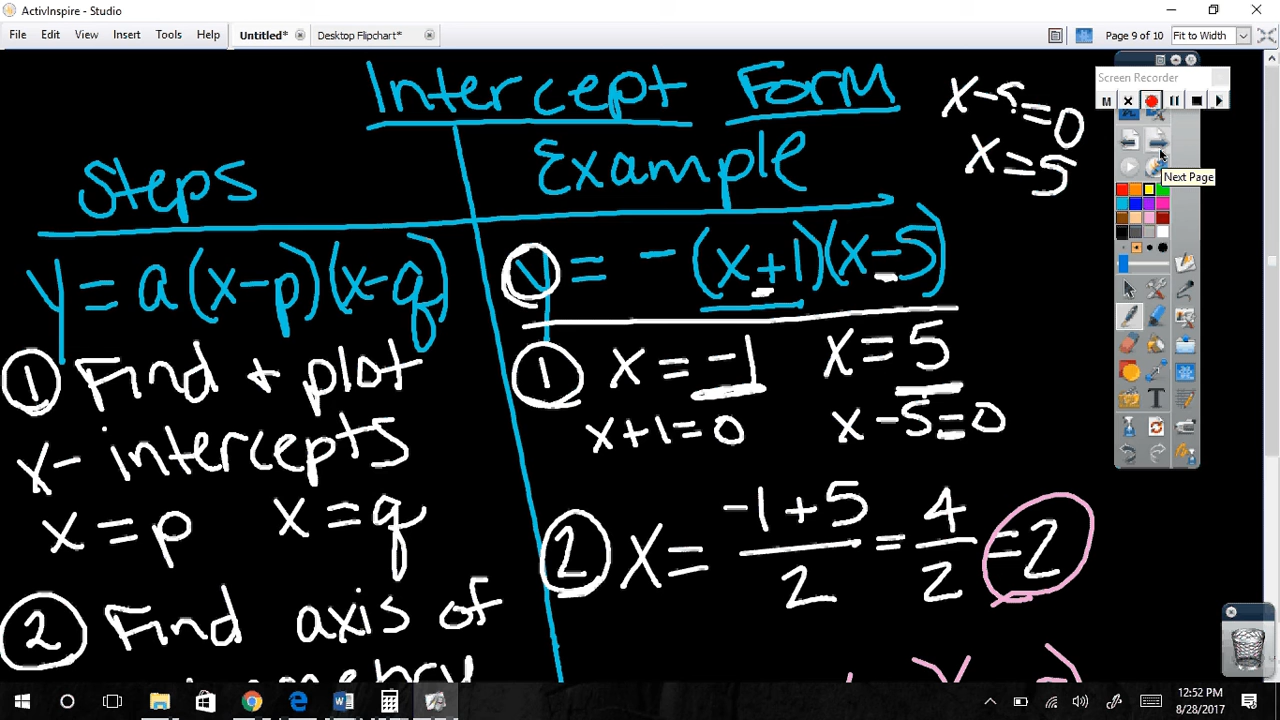 ActivInspire - Studio
File Edit View Insert Tools Help Untitled* Desktop Flipchart* Page 9 of 10 Fit to Width
Screen Recorder
M
Next Page
Intercept Form
x-5=0
x=5
Steps Example
y = a(x-p)(x-q)
y = -(x+1)(x-5)
① Find + plot
x-intercepts
x=p x=q
① x = -1 x = 5
x+1=0 x-5=0
② x = -1+5/2 = 4/2 = 2
② Find axis of
12:52 PM
8/28/2017